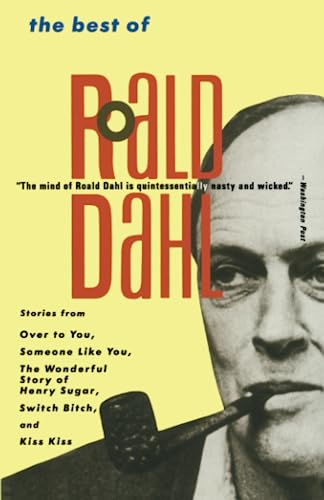 the best of
RoALD
"The mind of Roald Dahl is quintessentially nasty and wicked."
— Washington Post
DAHL
Stories from
Over to You,
Someone Like You,
The Wonderful
Story of
Henry Sugar,
Switch Bitch,
and
Kiss Kiss